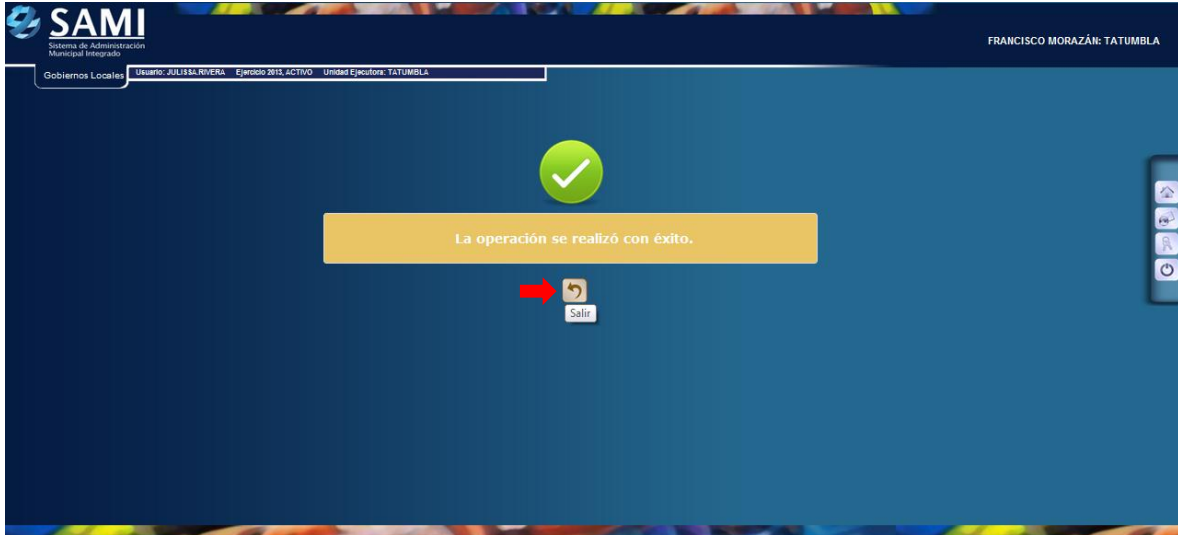 SAMI
Sistema de Administración
Municipal Integrado
FRANCISCO MORAZÁN: TATUMBLA
Gobiernos Locales
Usuario: JULISSA.RIVERA Ejercicio 2013, ACTIVO Unidad Ejecutora: TATUMBLA
La operación se realizó con éxito.
Salir